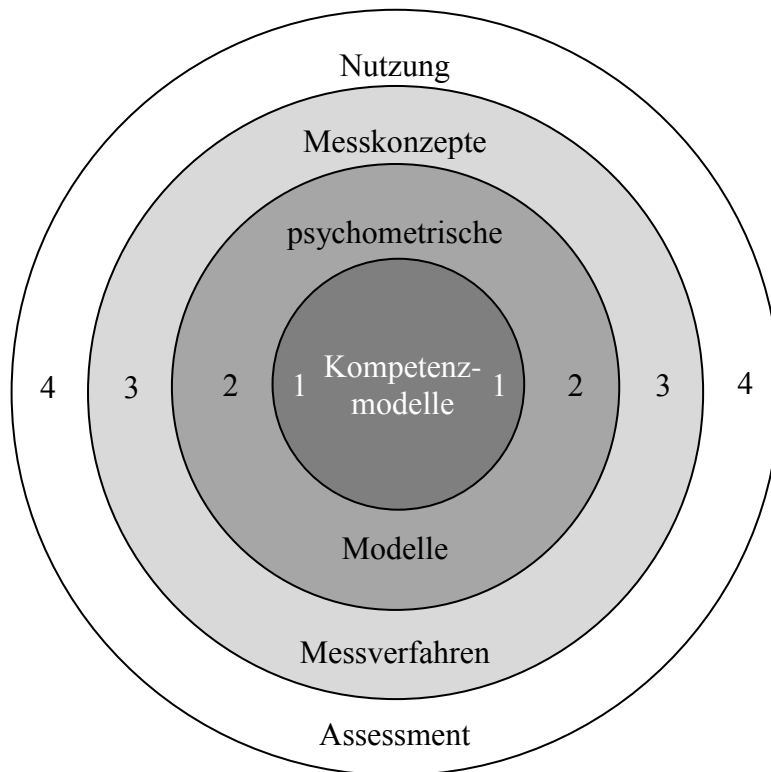 Nutzung
Messkonzepte
psychometrische
4 3 2 1 Kompetenz-
modelle 1 2 3 4
Modelle
Messverfahren
Assessment